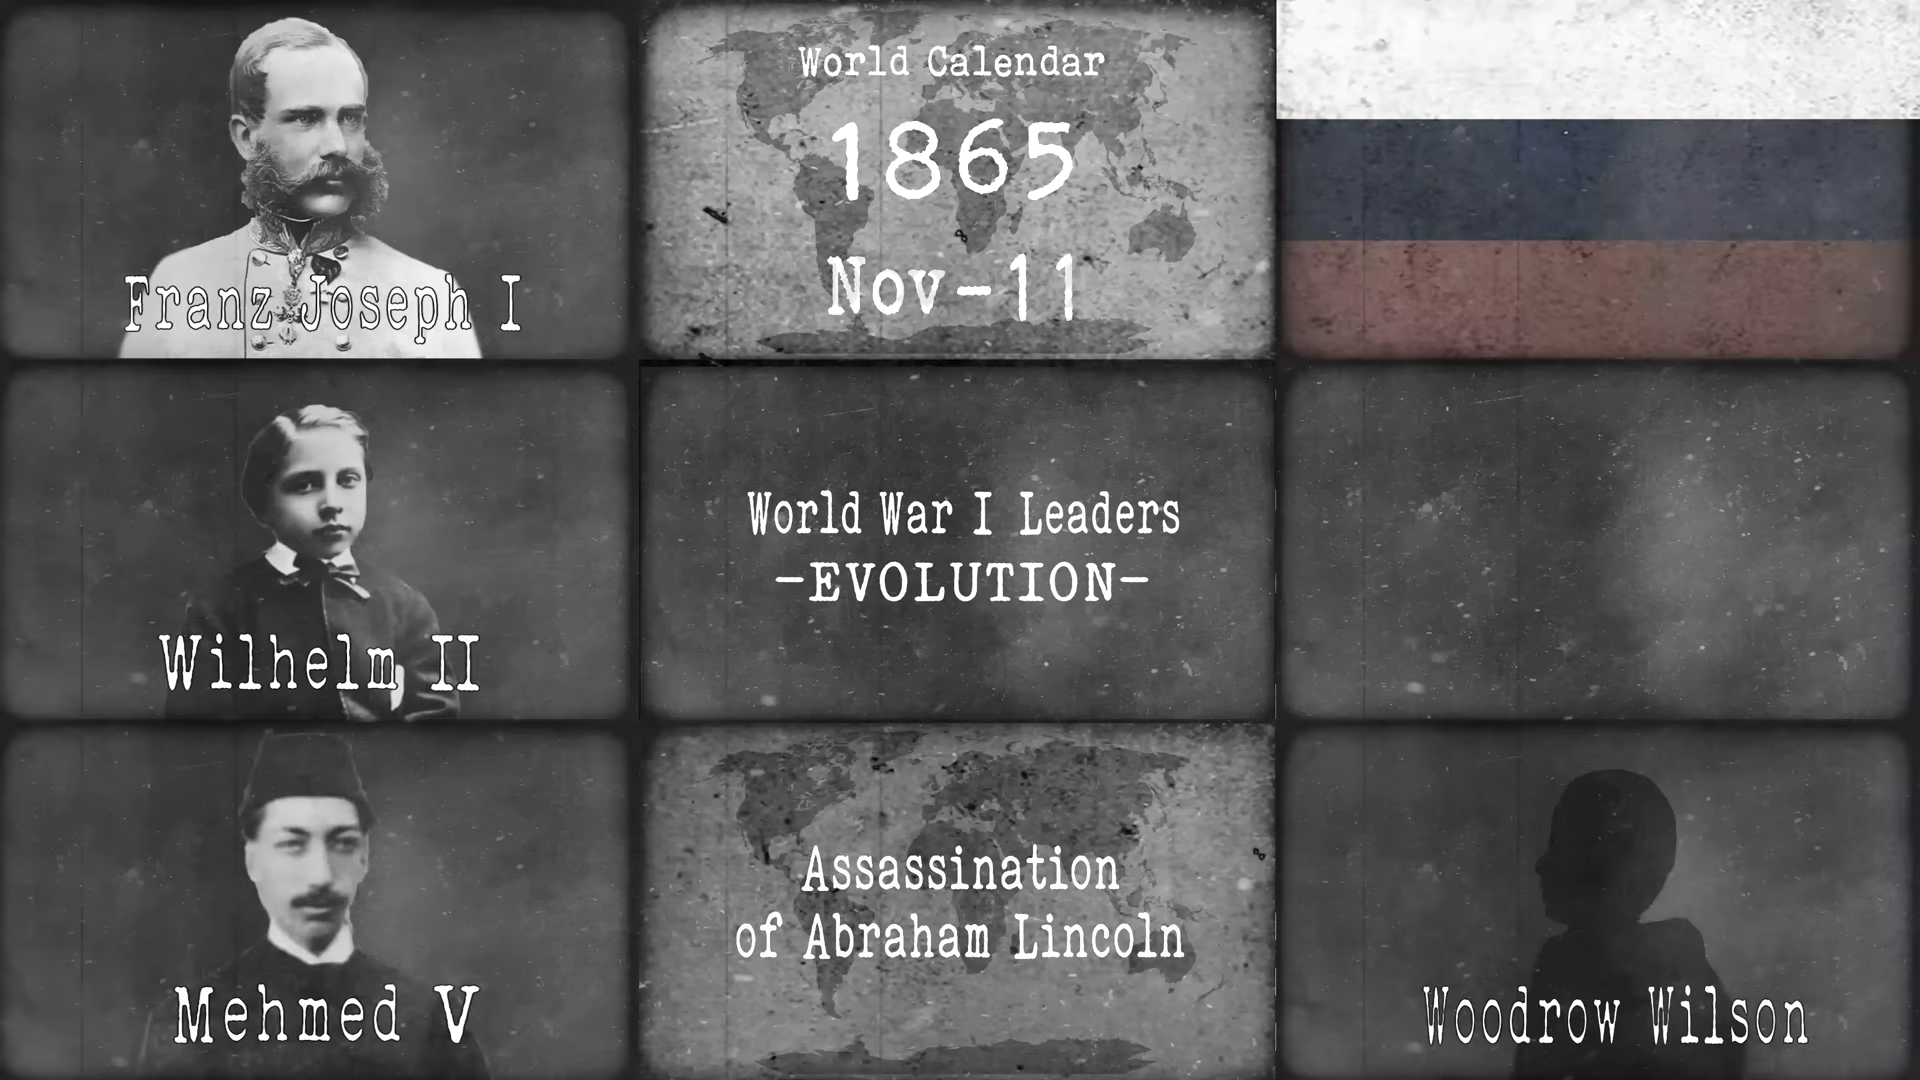 Franz Joseph I
World Calendar
1865
Nov-11
Wilhelm II
World War I Leaders
-EVOLUTION-
Mehmed V
Assassination
of Abraham Lincoln
Woodrow Wilson